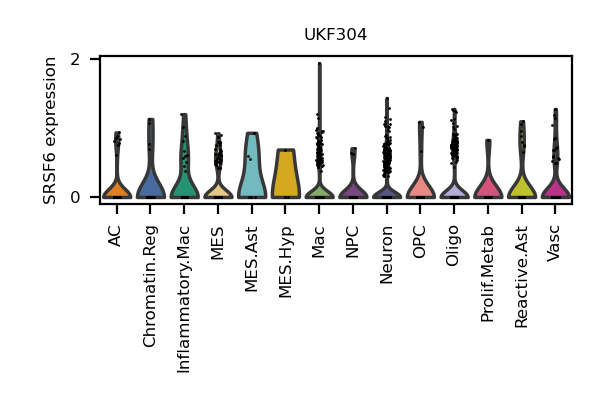 UKF304
SRSF6 expression
2
0
AC
Chromatin.Reg
Inflammatory.Mac
MES
MES.Ast
MES.Hyp
Mac
NPC
Neuron
OPC
Oligo
Prolif.Metab
Reactive.Ast
Vasc